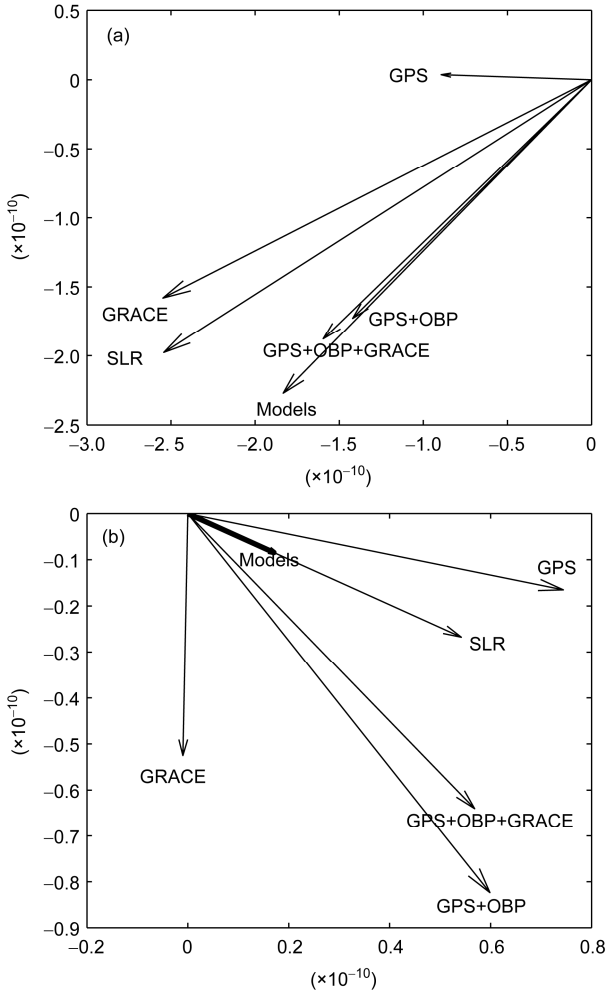 0.5
(a)
GPS
0
−0.5
−1.0
(×10−10)
−1.5
GRACE
GPS+OBP
SLR
GPS+OBP+GRACE
−2.0
Models
−2.5
−3.0 −2. 5 −2.0 −1.5 −1.0 −0.5 0
(×10−10)
0
(b)
Models
−0.1
GPS
−0.2
SLR
−0.3
−0.4
(×10−10)
−0.5
GRACE
−0.6
GPS+OBP+GRACE
−0.7
−0.8
GPS+OBP
−0.9
−0.2 0 0.2 0.4 0.6 0.8
(×10−10)